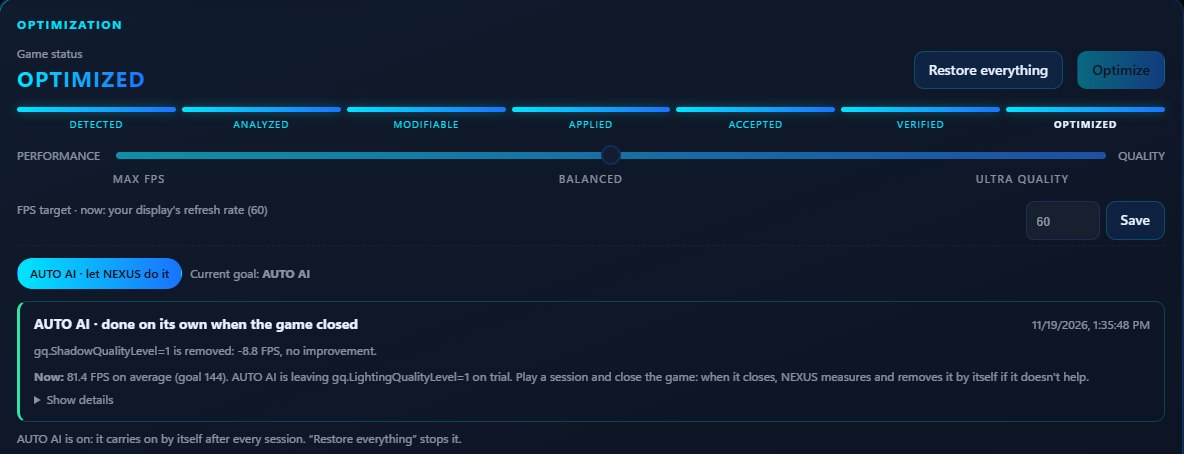 OPTIMIZATION
Game status
OPTIMIZED
Restore everything
Optimize
DETECTED
ANALYZED
MODIFIABLE
APPLIED
ACCEPTED
VERIFIED
OPTIMIZED
PERFORMANCE
QUALITY
MAX FPS
BALANCED
ULTRA QUALITY
FPS target · now: your display's refresh rate (60)
60
Save
AUTO AI · let NEXUS do it
Current goal: AUTO AI
AUTO AI · done on its own when the game closed
11/19/2026, 1:35:48 PM
gq.ShadowQualityLevel=1 is removed: -8.8 FPS, no improvement.
Now: 81.4 FPS on average (goal 144). AUTO AI is leaving gq.LightingQualityLevel=1 on trial. Play a session and close the game: when it closes, NEXUS measures and removes it by itself if it doesn't help.
▶ Show details
AUTO AI is on: it carries on by itself after every session. "Restore everything" stops it.